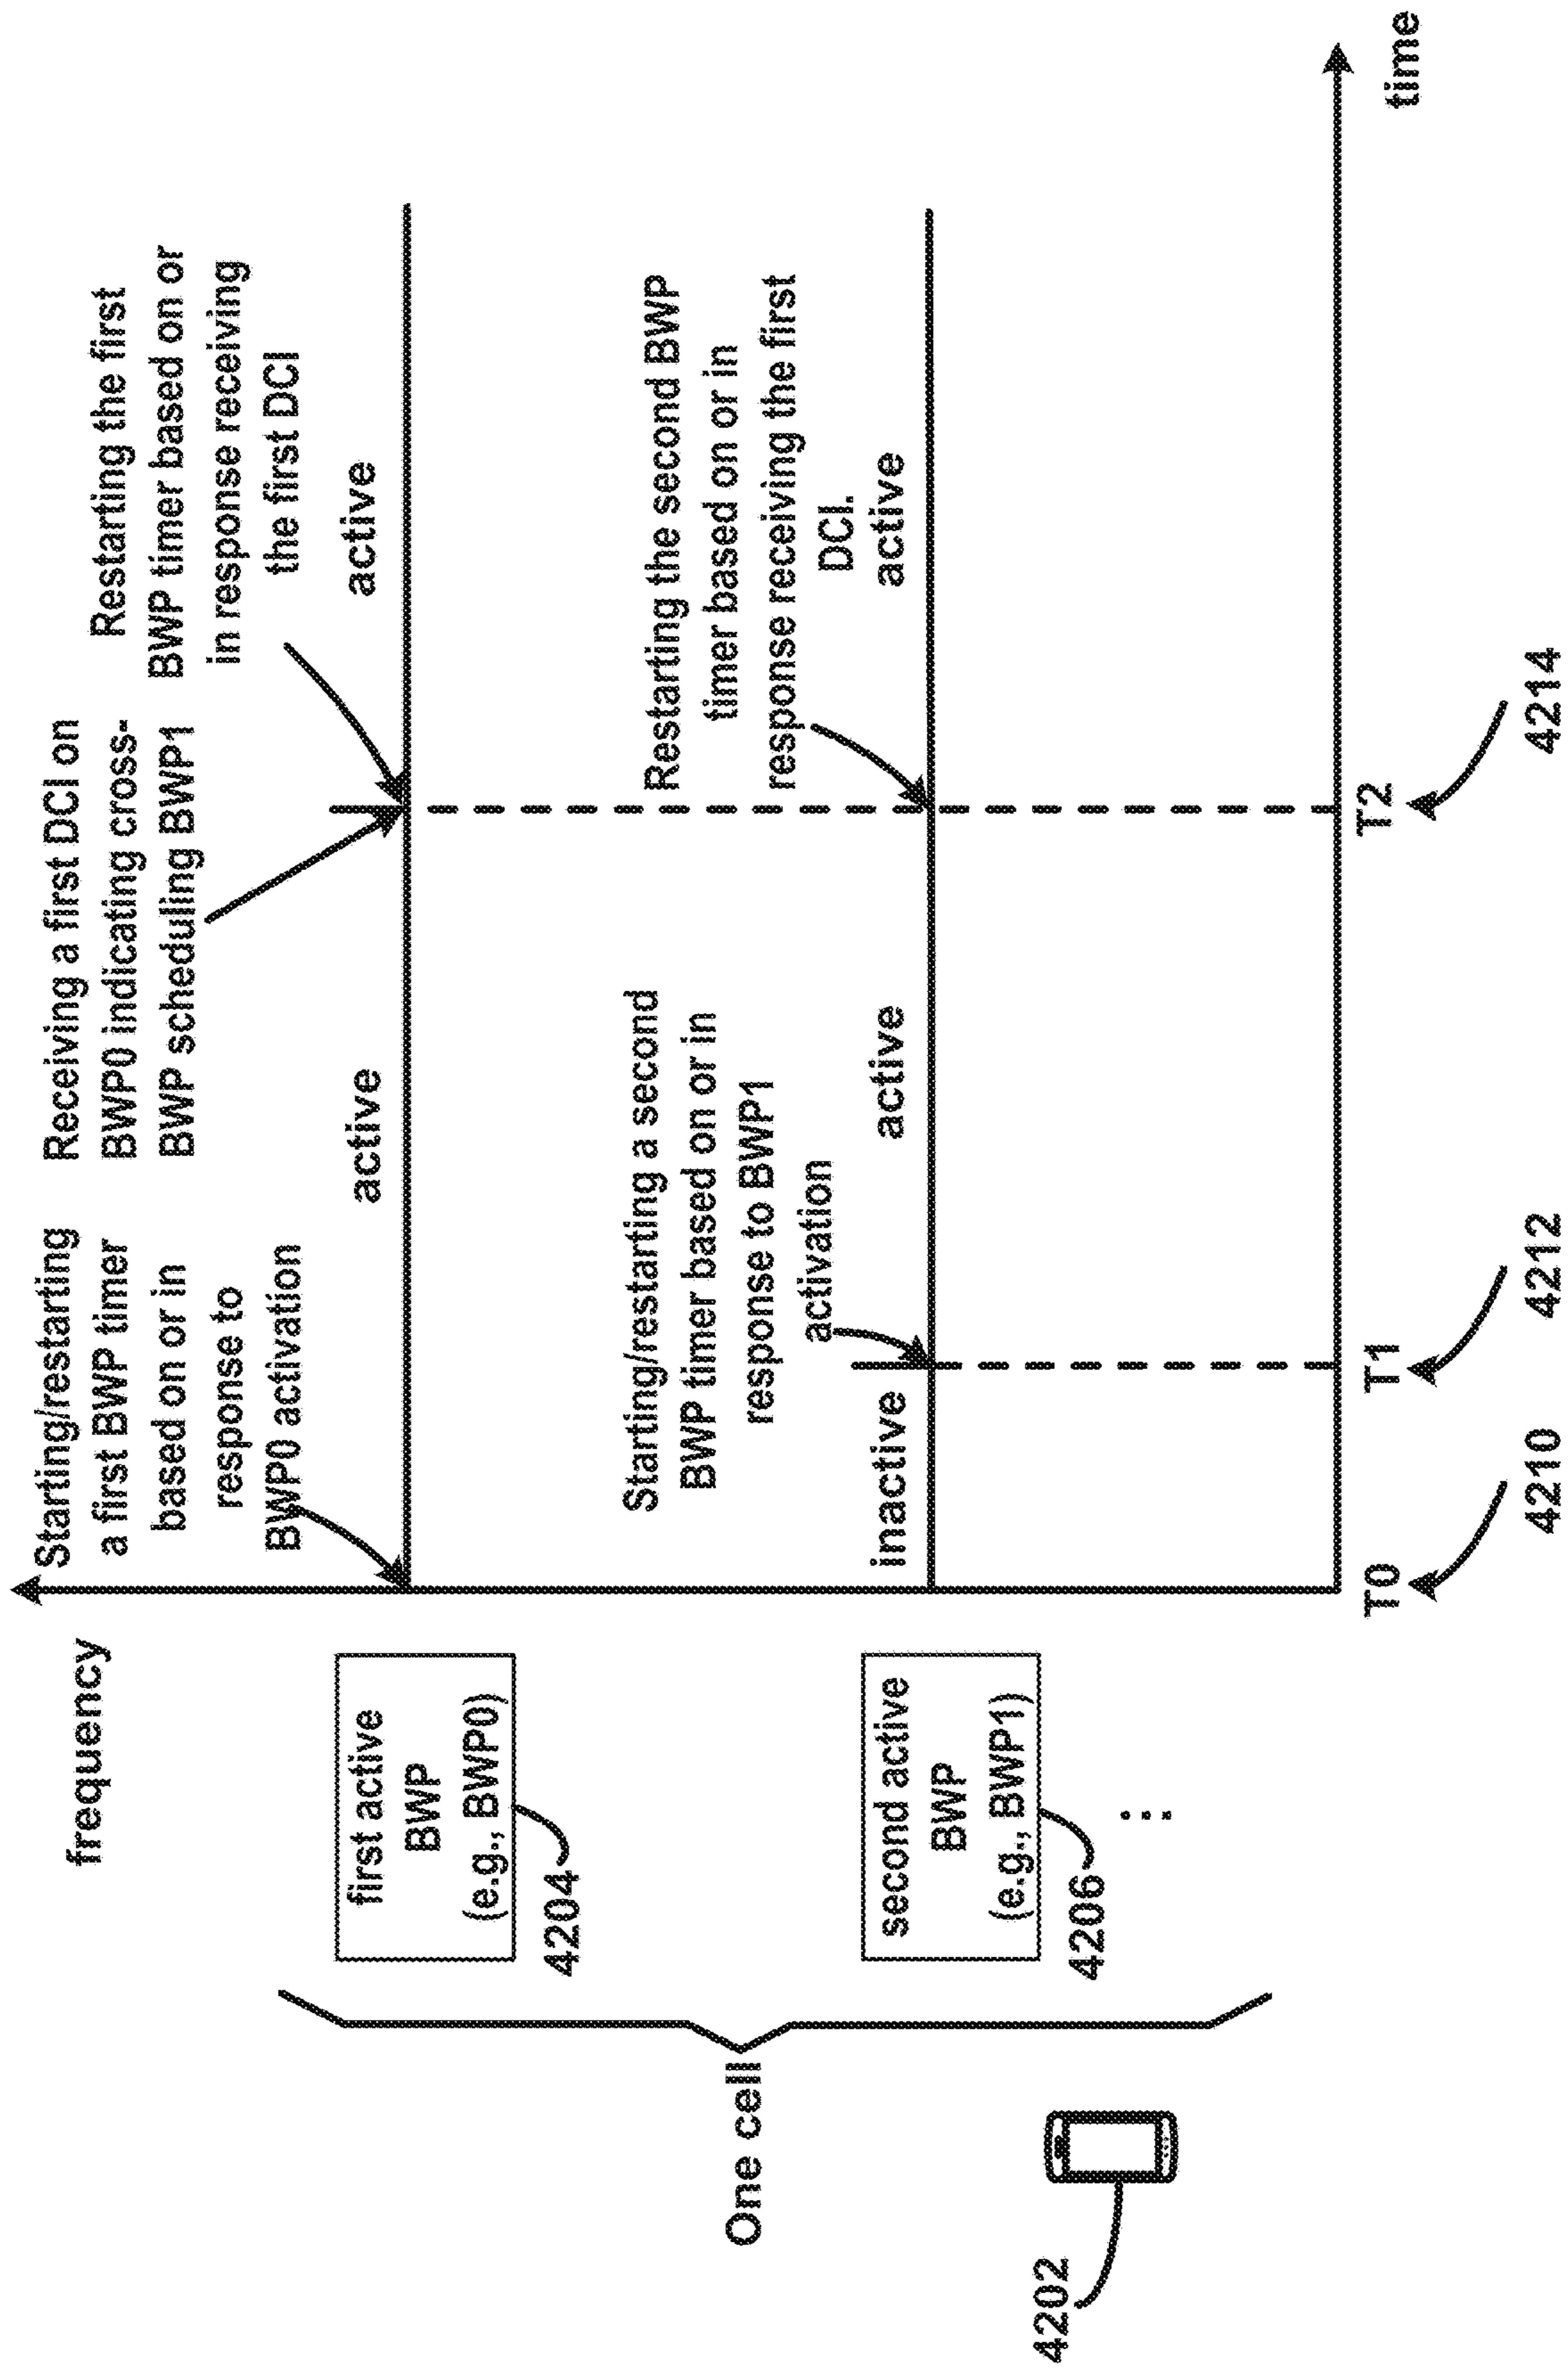 frequency
Starting/restarting
a first BWP timer
based on or in
response to
BWP0 activation
Receiving a first DCI on
BWP0 indicating cross-
BWP scheduling BWP1
Restarting the first
BWP timer based on or
in response receiving
the first DCI
active
active
first active
BWP
(e.g., BWP0)
4204
One cell
Starting/restarting a second
BWP timer based on or in
response to BWP1
activation
Restarting the second BWP
timer based on or in
response receiving the first
DCI.
inactive
active
active
second active
BWP
(e.g., BWP1)
4206
4202
T0
T1
T2
time
4210
4212
4214